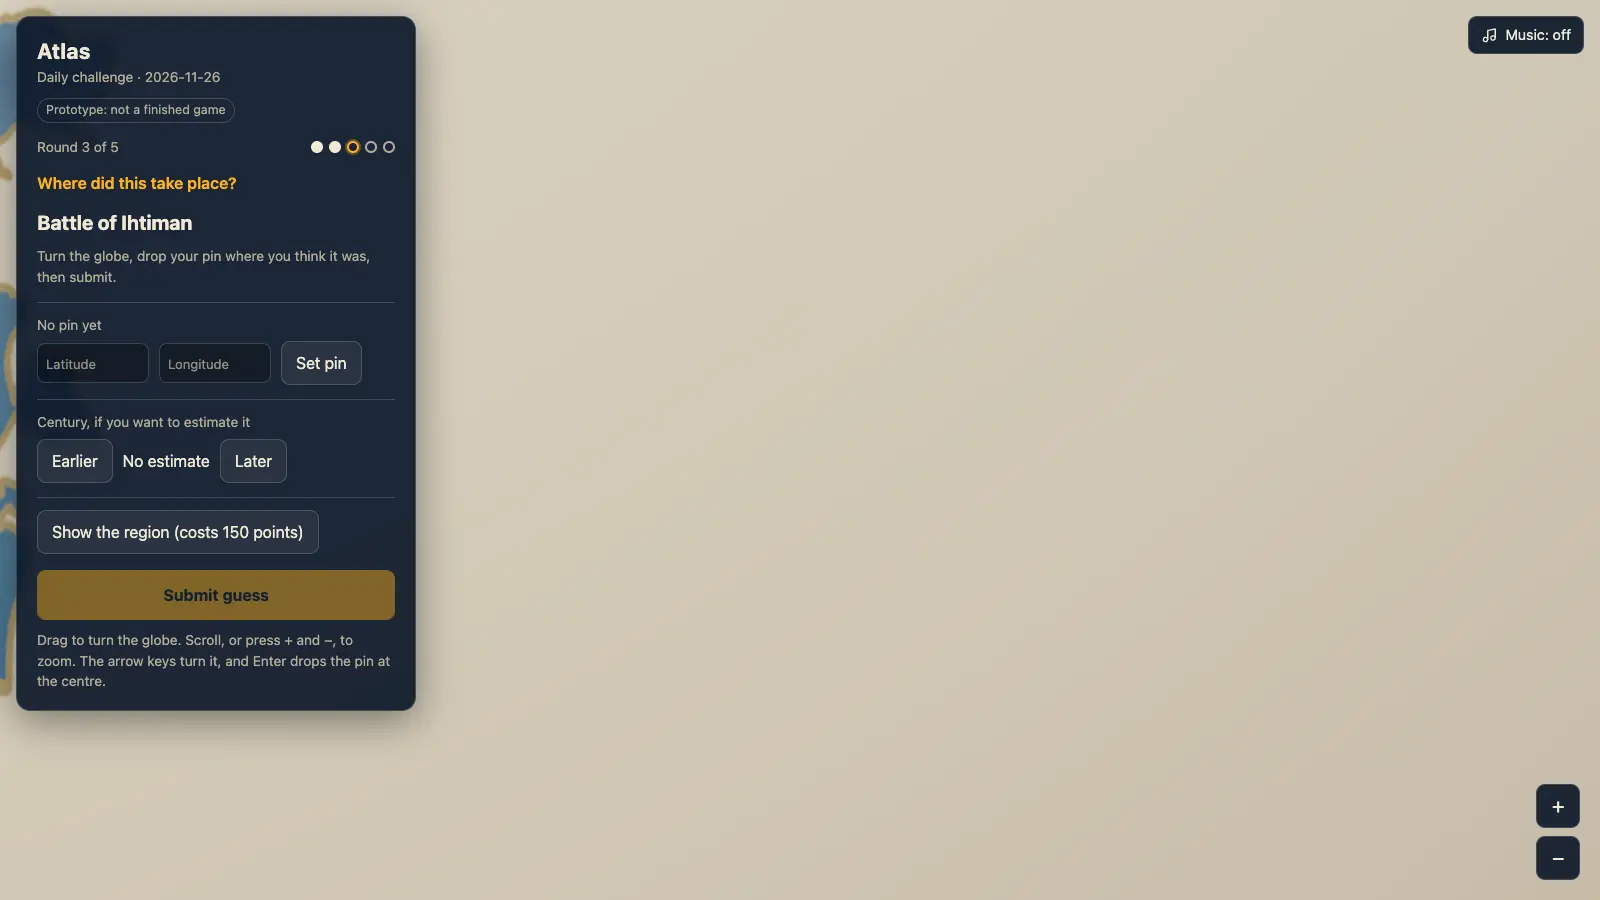 Atlas
Daily challenge · 2026-11-26
Prototype: not a finished game
Round 3 of 5
Where did this take place?
Battle of Ihtiman
Turn the globe, drop your pin where you think it was,
then submit.
No pin yet
Latitude
Longitude
Set pin
Century, if you want to estimate it
Earlier
No estimate
Later
Show the region (costs 150 points)
Submit guess
Drag to turn the globe. Scroll, or press + and −, to
zoom. The arrow keys turn it, and Enter drops the pin at
the centre.
Music: off
+
−